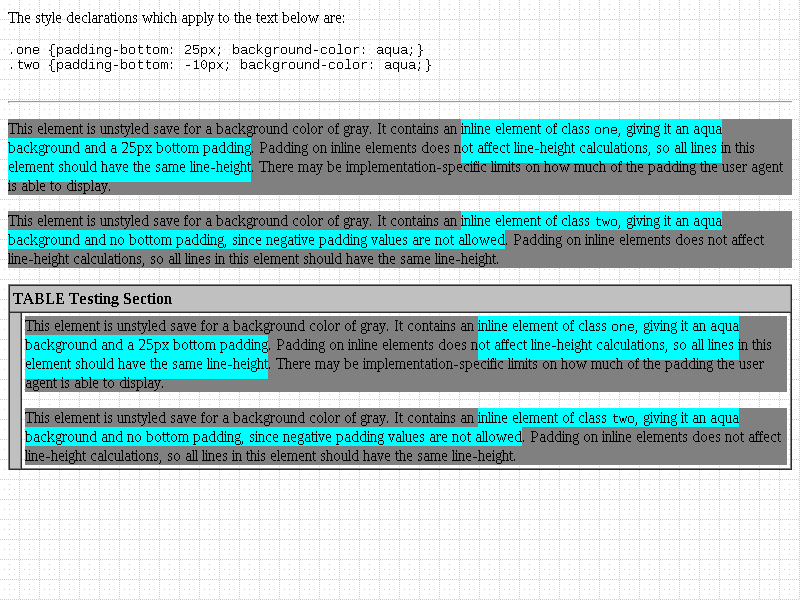 The style declarations which apply to the text below are:
.one {padding-bottom: 25px; background-color: aqua;}
.two {padding-bottom: -10px; background-color: aqua;}
This element is unstyled save for a background color of gray. It contains an inline element of class one, giving it an aqua
background and a 25px bottom padding. Padding on inline elements does not affect line-height calculations, so all lines in this
element should have the same line-height. There may be implementation-specific limits on how much of the padding the user agent
is able to display.
This element is unstyled save for a background color of gray. It contains an inline element of class two, giving it an aqua
background and no bottom padding, since negative padding values are not allowed. Padding on inline elements does not affect
line-height calculations, so all lines in this element should have the same line-height.
TABLE Testing Section
This element is unstyled save for a background color of gray. It contains an inline element of class one, giving it an aqua
background and a 25px bottom padding. Padding on inline elements does not affect line-height calculations, so all lines in this
element should have the same line-height. There may be implementation-specific limits on how much of the padding the user
agent is able to display.
This element is unstyled save for a background color of gray. It contains an inline element of class two, giving it an aqua
background and no bottom padding, since negative padding values are not allowed. Padding on inline elements does not affect
line-height calculations, so all lines in this element should have the same line-height.